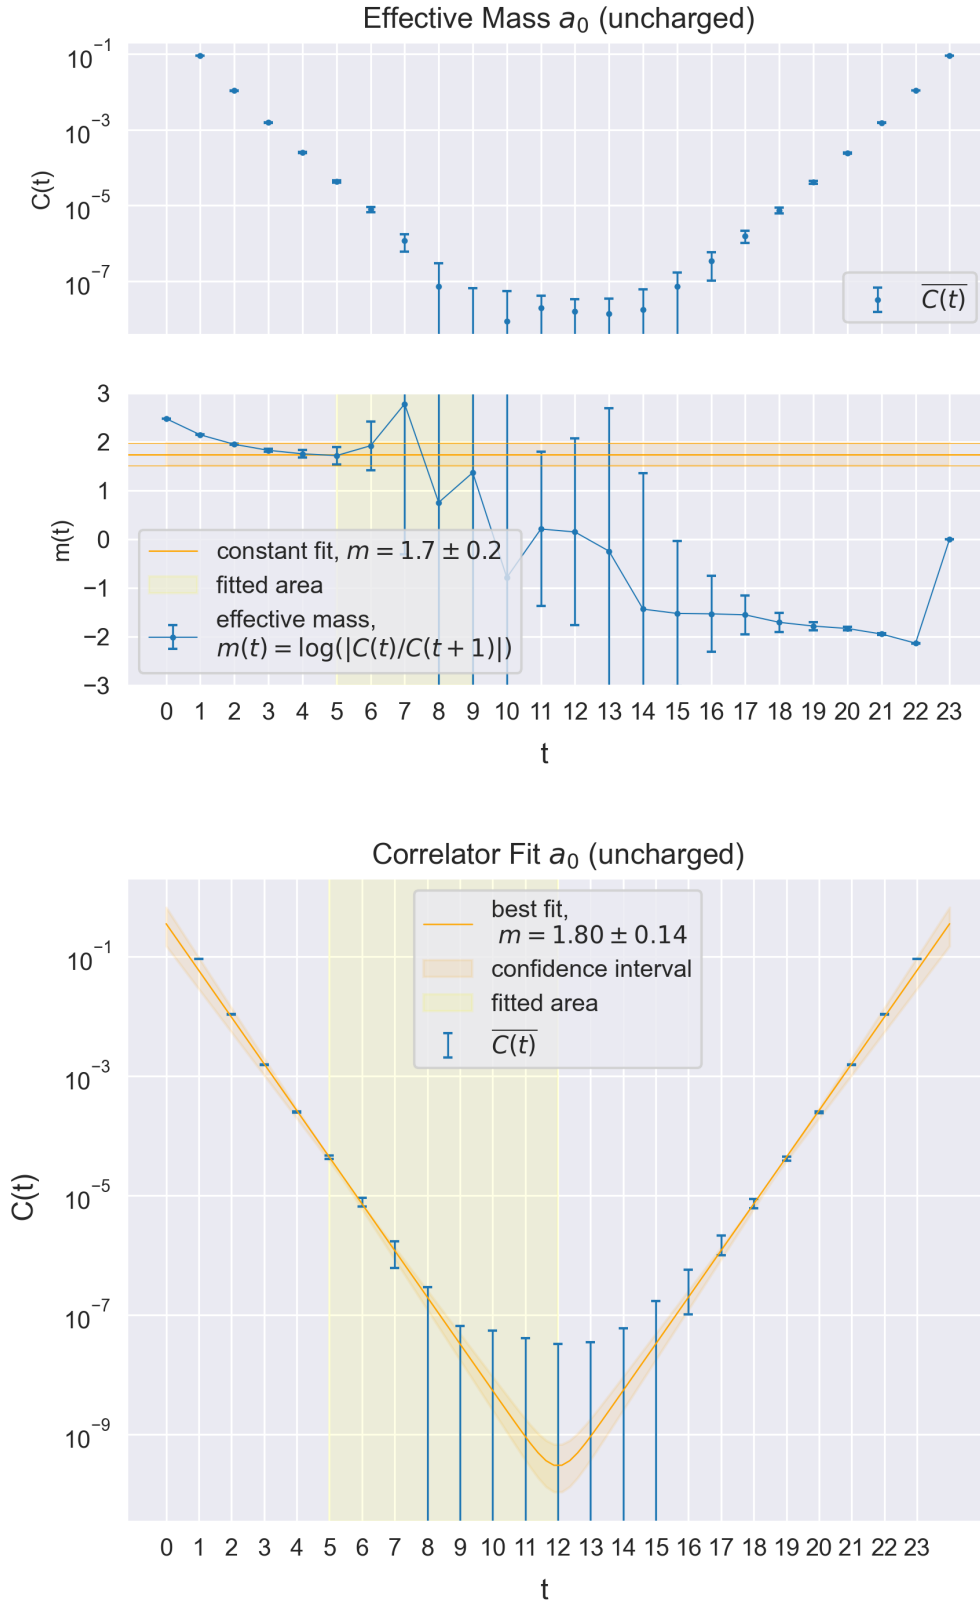 Effective Mass a₀ (uncharged)
10⁻¹
10⁻³
10⁻⁵
10⁻⁷
C(t)
C(t)
3
2
1
0
−1
−2
−3
m(t)
constant fit, m = 1.7 ± 0.2
fitted area
effective mass,
m(t) = log(|C(t)/C(t + 1)|)
0 1 2 3 4 5 6 7 8 9 10 11 12 13 14 15 16 17 18 19 20 21 22 23
t
Correlator Fit a₀ (uncharged)
best fit,
m = 1.80 ± 0.14
confidence interval
fitted area
C(t)
10⁻¹
10⁻³
10⁻⁵
10⁻⁷
10⁻⁹
C(t)
0 1 2 3 4 5 6 7 8 9 10 11 12 13 14 15 16 17 18 19 20 21 22 23
t